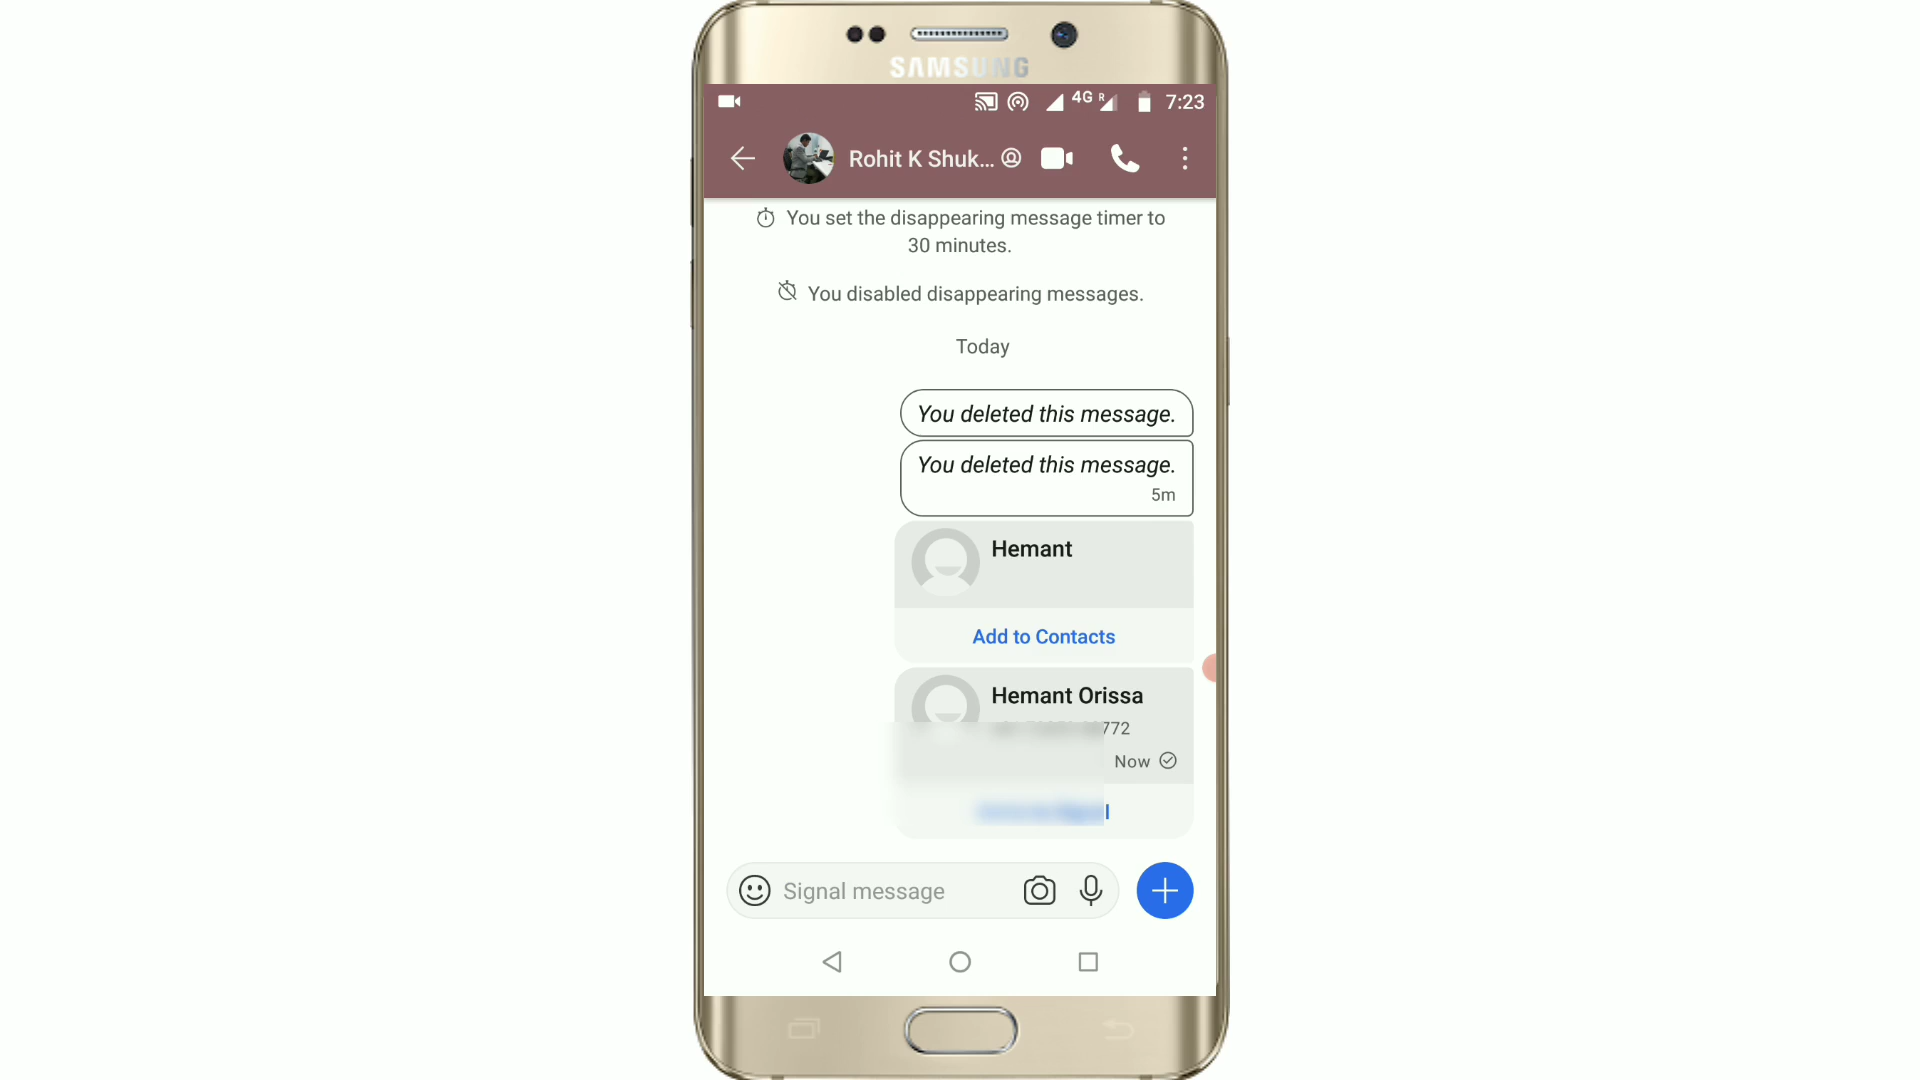 SAMSUNG
4G R 7:23
Rohit K Shuk...
You set the disappearing message timer to
30 minutes.
You disabled disappearing messages.
Today
You deleted this message.
You deleted this message.
5m
Hemant
Add to Contacts
Hemant Orissa
772
Now
Signal message